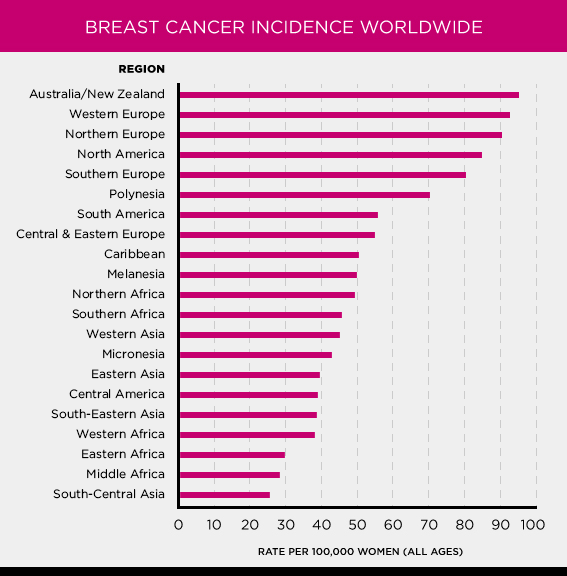 BREAST CANCER INCIDENCE WORLDWIDE
REGION
Australia/New Zealand
Western Europe
Northern Europe
North America
Southern Europe
Polynesia
South America
Central & Eastern Europe
Caribbean
Melanesia
Northern Africa
Southern Africa
Western Asia
Micronesia
Eastern Asia
Central America
South-Eastern Asia
Western Africa
Eastern Africa
Middle Africa
South-Central Asia
0 10 20 30 40 50 60 70 80 90 100
RATE PER 100,000 WOMEN (ALL AGES)